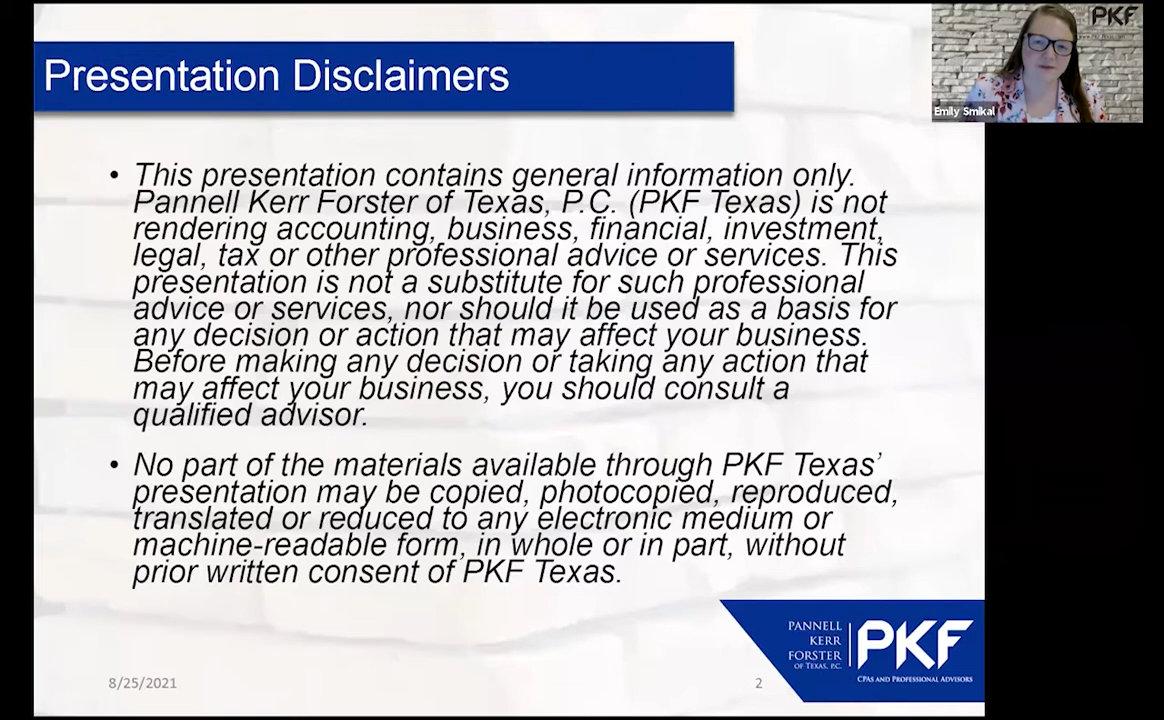 Presentation Disclaimers
PKF
Emily Smikal
• This presentation contains general information only.
Pannell Kerr Forster of Texas, P.C. (PKF Texas) is not
rendering accounting, business, financial, investment,
legal, tax or other professional advice or services. This
presentation is not a substitute for such professional
advice or services, nor should it be used as a basis for
any decision or action that may affect your business.
Before making any decision or taking any action that
may affect your business, you should consult a
qualified advisor.
• No part of the materials available through PKF Texas’
presentation may be copied, photocopied, reproduced,
translated or reduced to any electronic medium or
machine-readable form, in whole or in part, without
prior written consent of PKF Texas.
PANNELL
KERR
FORSTER
OF TEXAS, P.C.
PKF
CPAS AND PROFESSIONAL ADVISORS
8/25/2021
2